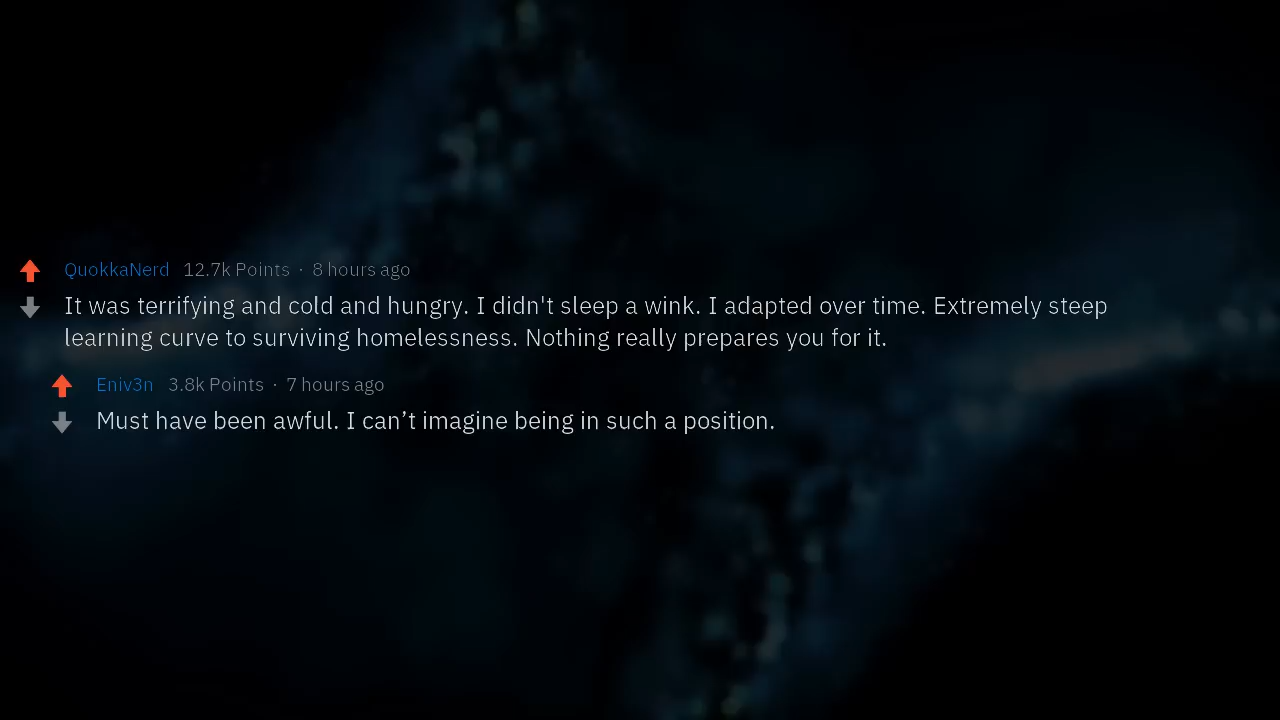 QuokkaNerd 12.7k Points · 8 hours ago
It was terrifying and cold and hungry. I didn't sleep a wink. I adapted over time. Extremely steep
learning curve to surviving homelessness. Nothing really prepares you for it.
Eniv3n 3.8k Points · 7 hours ago
Must have been awful. I can’t imagine being in such a position.